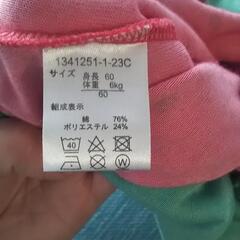 1341251-1-23C
サイズ 身長 60
体重 6kg
60
組成表示
綿 76%
ポリエステル 24%
40